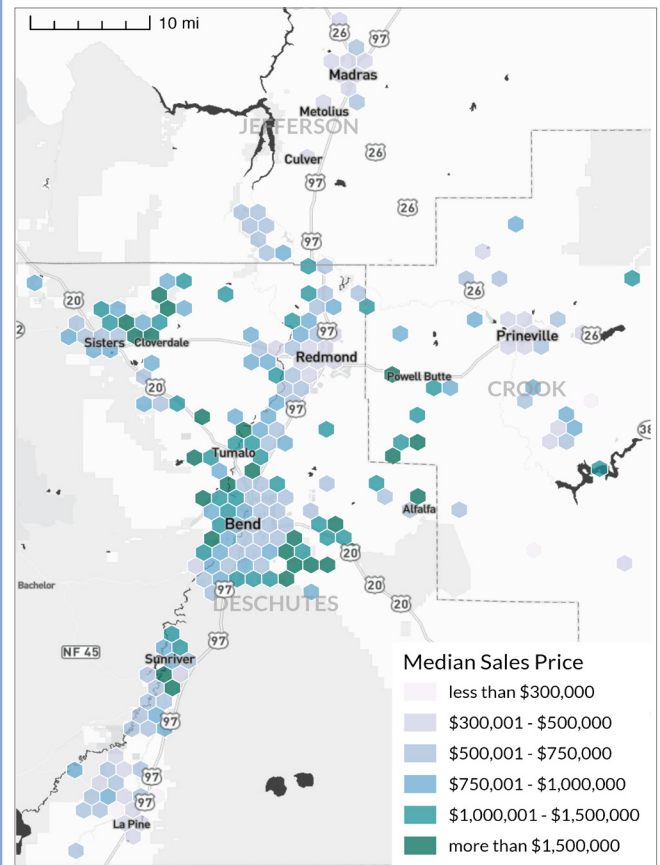 10 mi
26
97
Madras
Metolius
JEFFERSON
Culver
26
97
26
97
20
26
2
Sisters
Cloverdale
97
Prineville
26
Redmond
Powell Butte
20
CROOK
97
38
Tumalo
Alfalfa
Bend
20
Bachelor
97
20
DESCHUTES
20
97
NF 45
Sunriver
97
97
97
La Pine
Median Sales Price
less than $300,000
$300,001 - $500,000
$500,001 - $750,000
$750,001 - $1,000,000
$1,000,001 - $1,500,000
more than $1,500,000